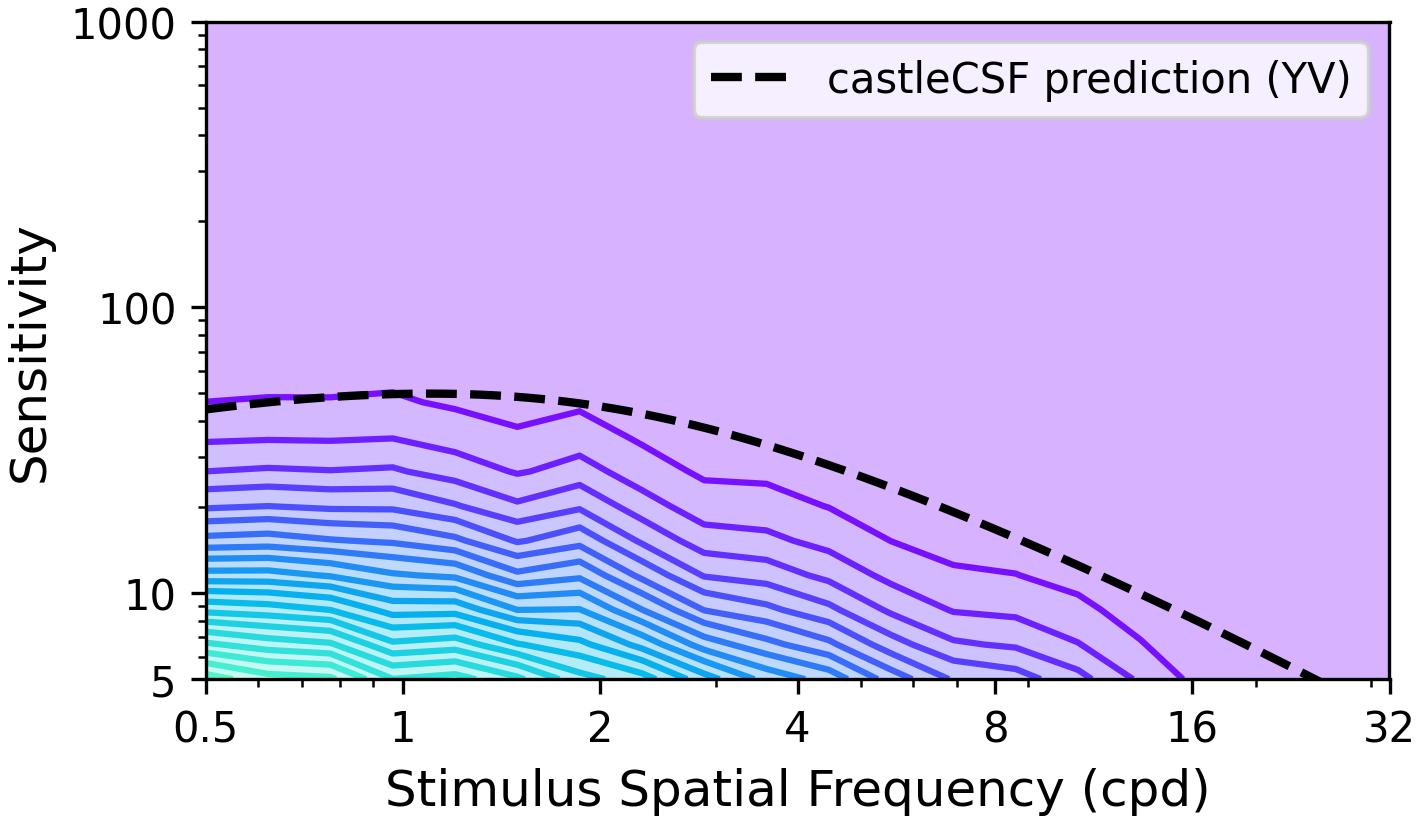 1000
100
10
5
Sensitivity
castleCSF prediction (YV)
0.5 1 2 4 8 16 32
Stimulus Spatial Frequency (cpd)